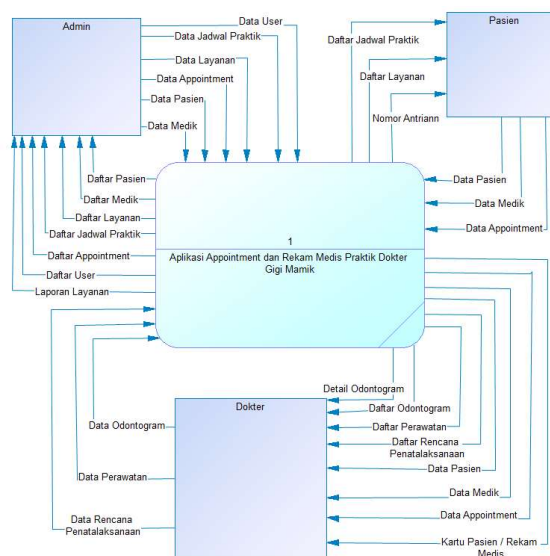 Admin
Data User
Data Jadwal Praktik
Data Layanan
Data Appointment
Data Pasien
Data Medik
Pasien
Daftar Jadwal Praktik
Daftar Layanan
Nomor Antriann
Daftar Pasien
Daftar Medik
Daftar Layanan
Daftar Jadwal Praktik
Daftar Appointment
Daftar User
Laporan Layanan
Data Pasien
Data Medik
Data Appointment
1
Aplikasi Appointment dan Rekam Medis Praktik Dokter
Gigi Mamik
Detail Odontogram
Dokter
Daftar Odontogram
Data Odontogram
Daftar Perawatan
Daftar Rencana
Penatalaksanaan
Data Perawatan
Data Pasien
Data Medik
Data Rencana
Penatalaksanaan
Data Appointment
Kartu Pasien / Rekam
Medis